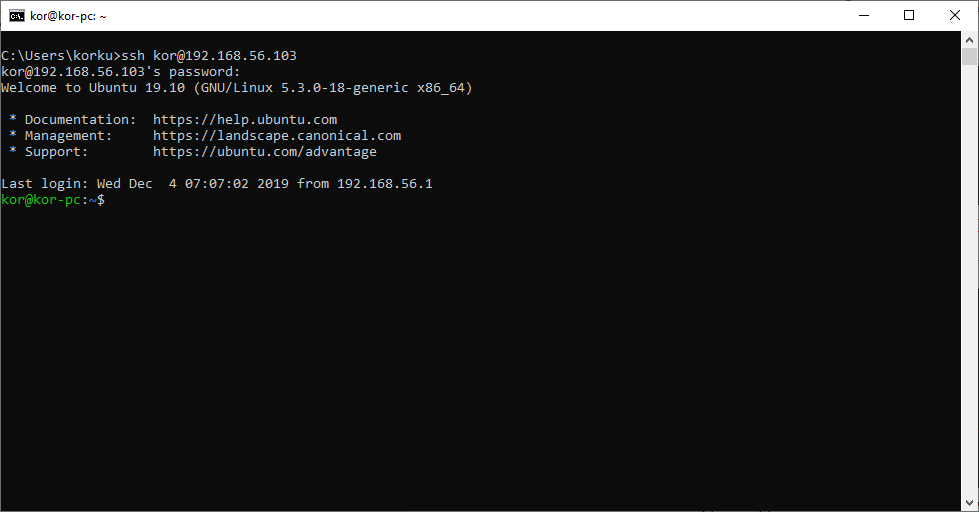 kor@kor-pc: ~
C:\Users\korku>ssh kor@192.168.56.103
kor@192.168.56.103's password:
Welcome to Ubuntu 19.10 (GNU/Linux 5.3.0-18-generic x86_64)
 * Documentation:  https://help.ubuntu.com
 * Management:     https://landscape.canonical.com
 * Support:        https://ubuntu.com/advantage
Last login: Wed Dec  4 07:07:02 2019 from 192.168.56.1
kor@kor-pc:~$